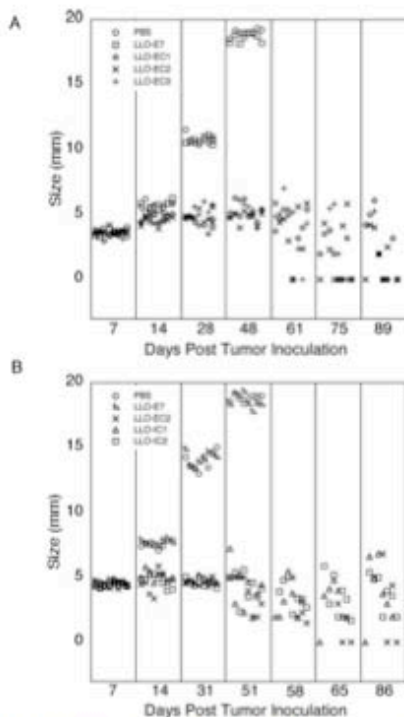 A
20
15
10
5
0
Size (mm)
PBS
LLO-E7
LLO-EC1
LLO-EC2
LLO-EC3
7 14 28 48 61 75 89
Days Post Tumor Inoculation
B
20
15
10
5
0
Size (mm)
PBS
LLO-E7
LLO-EC2
LLO-IC1
LLO-IC2
7 14 31 51 58 65 86
Days Post Tumor Inoculation